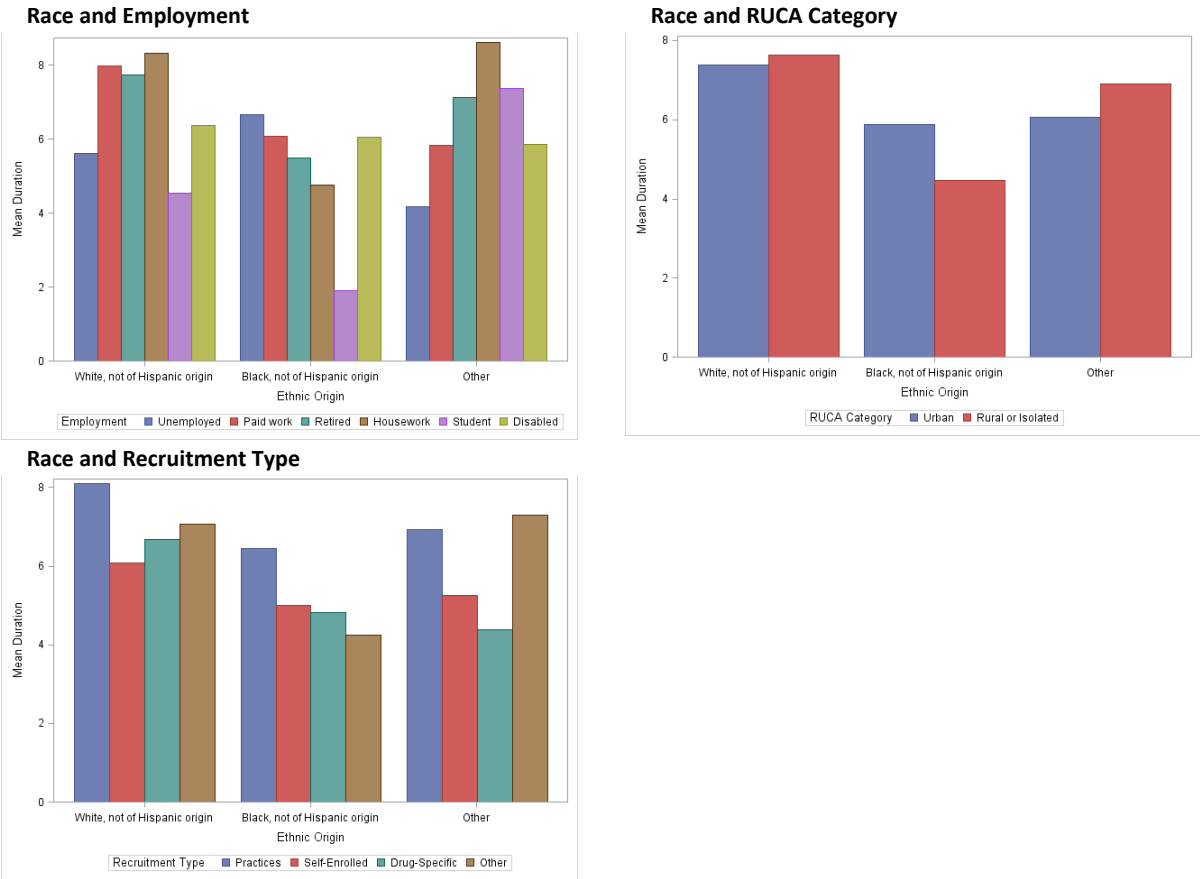 Race and Employment
8
6
4
2
0
Mean Duration
White, not of Hispanic origin Black, not of Hispanic origin Other
Ethnic Origin
Employment Unemployed Paid work Retired Housework Student Disabled
Race and RUCA Category
8
6
4
2
0
Mean Duration
White, not of Hispanic origin Black, not of Hispanic origin Other
Ethnic Origin
RUCA Category Urban Rural or Isolated
Race and Recruitment Type
8
6
4
2
0
Mean Duration
White, not of Hispanic origin Black, not of Hispanic origin Other
Ethnic Origin
Recruitment Type Practices Self-Enrolled Drug-Specific Other